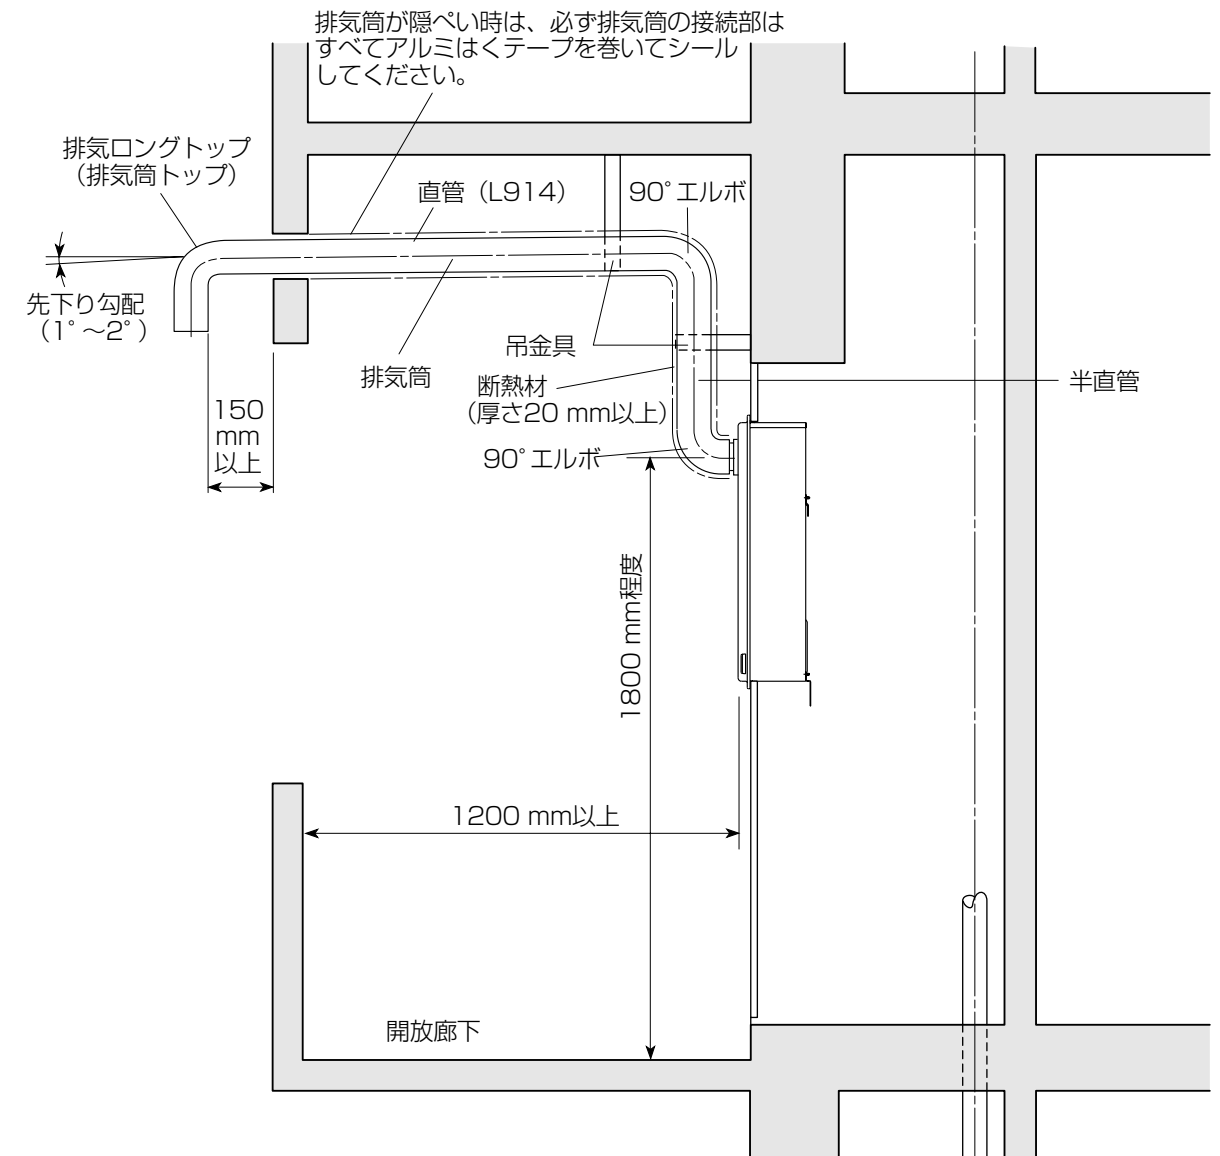 排気筒が隠ぺい時は、必ず排気筒の接続部は
すべてアルミはくテープを巻いてシール
してください。
排気ロングトップ
（排気筒トップ）
直管（L914）
90°エルボ
先下り勾配
（1°～2°）
吊金具
排気筒
断熱材
（厚さ20 mm以上）
半直管
150
mm
以上
90°エルボ
1800 mm程度
1200 mm以上
開放廊下